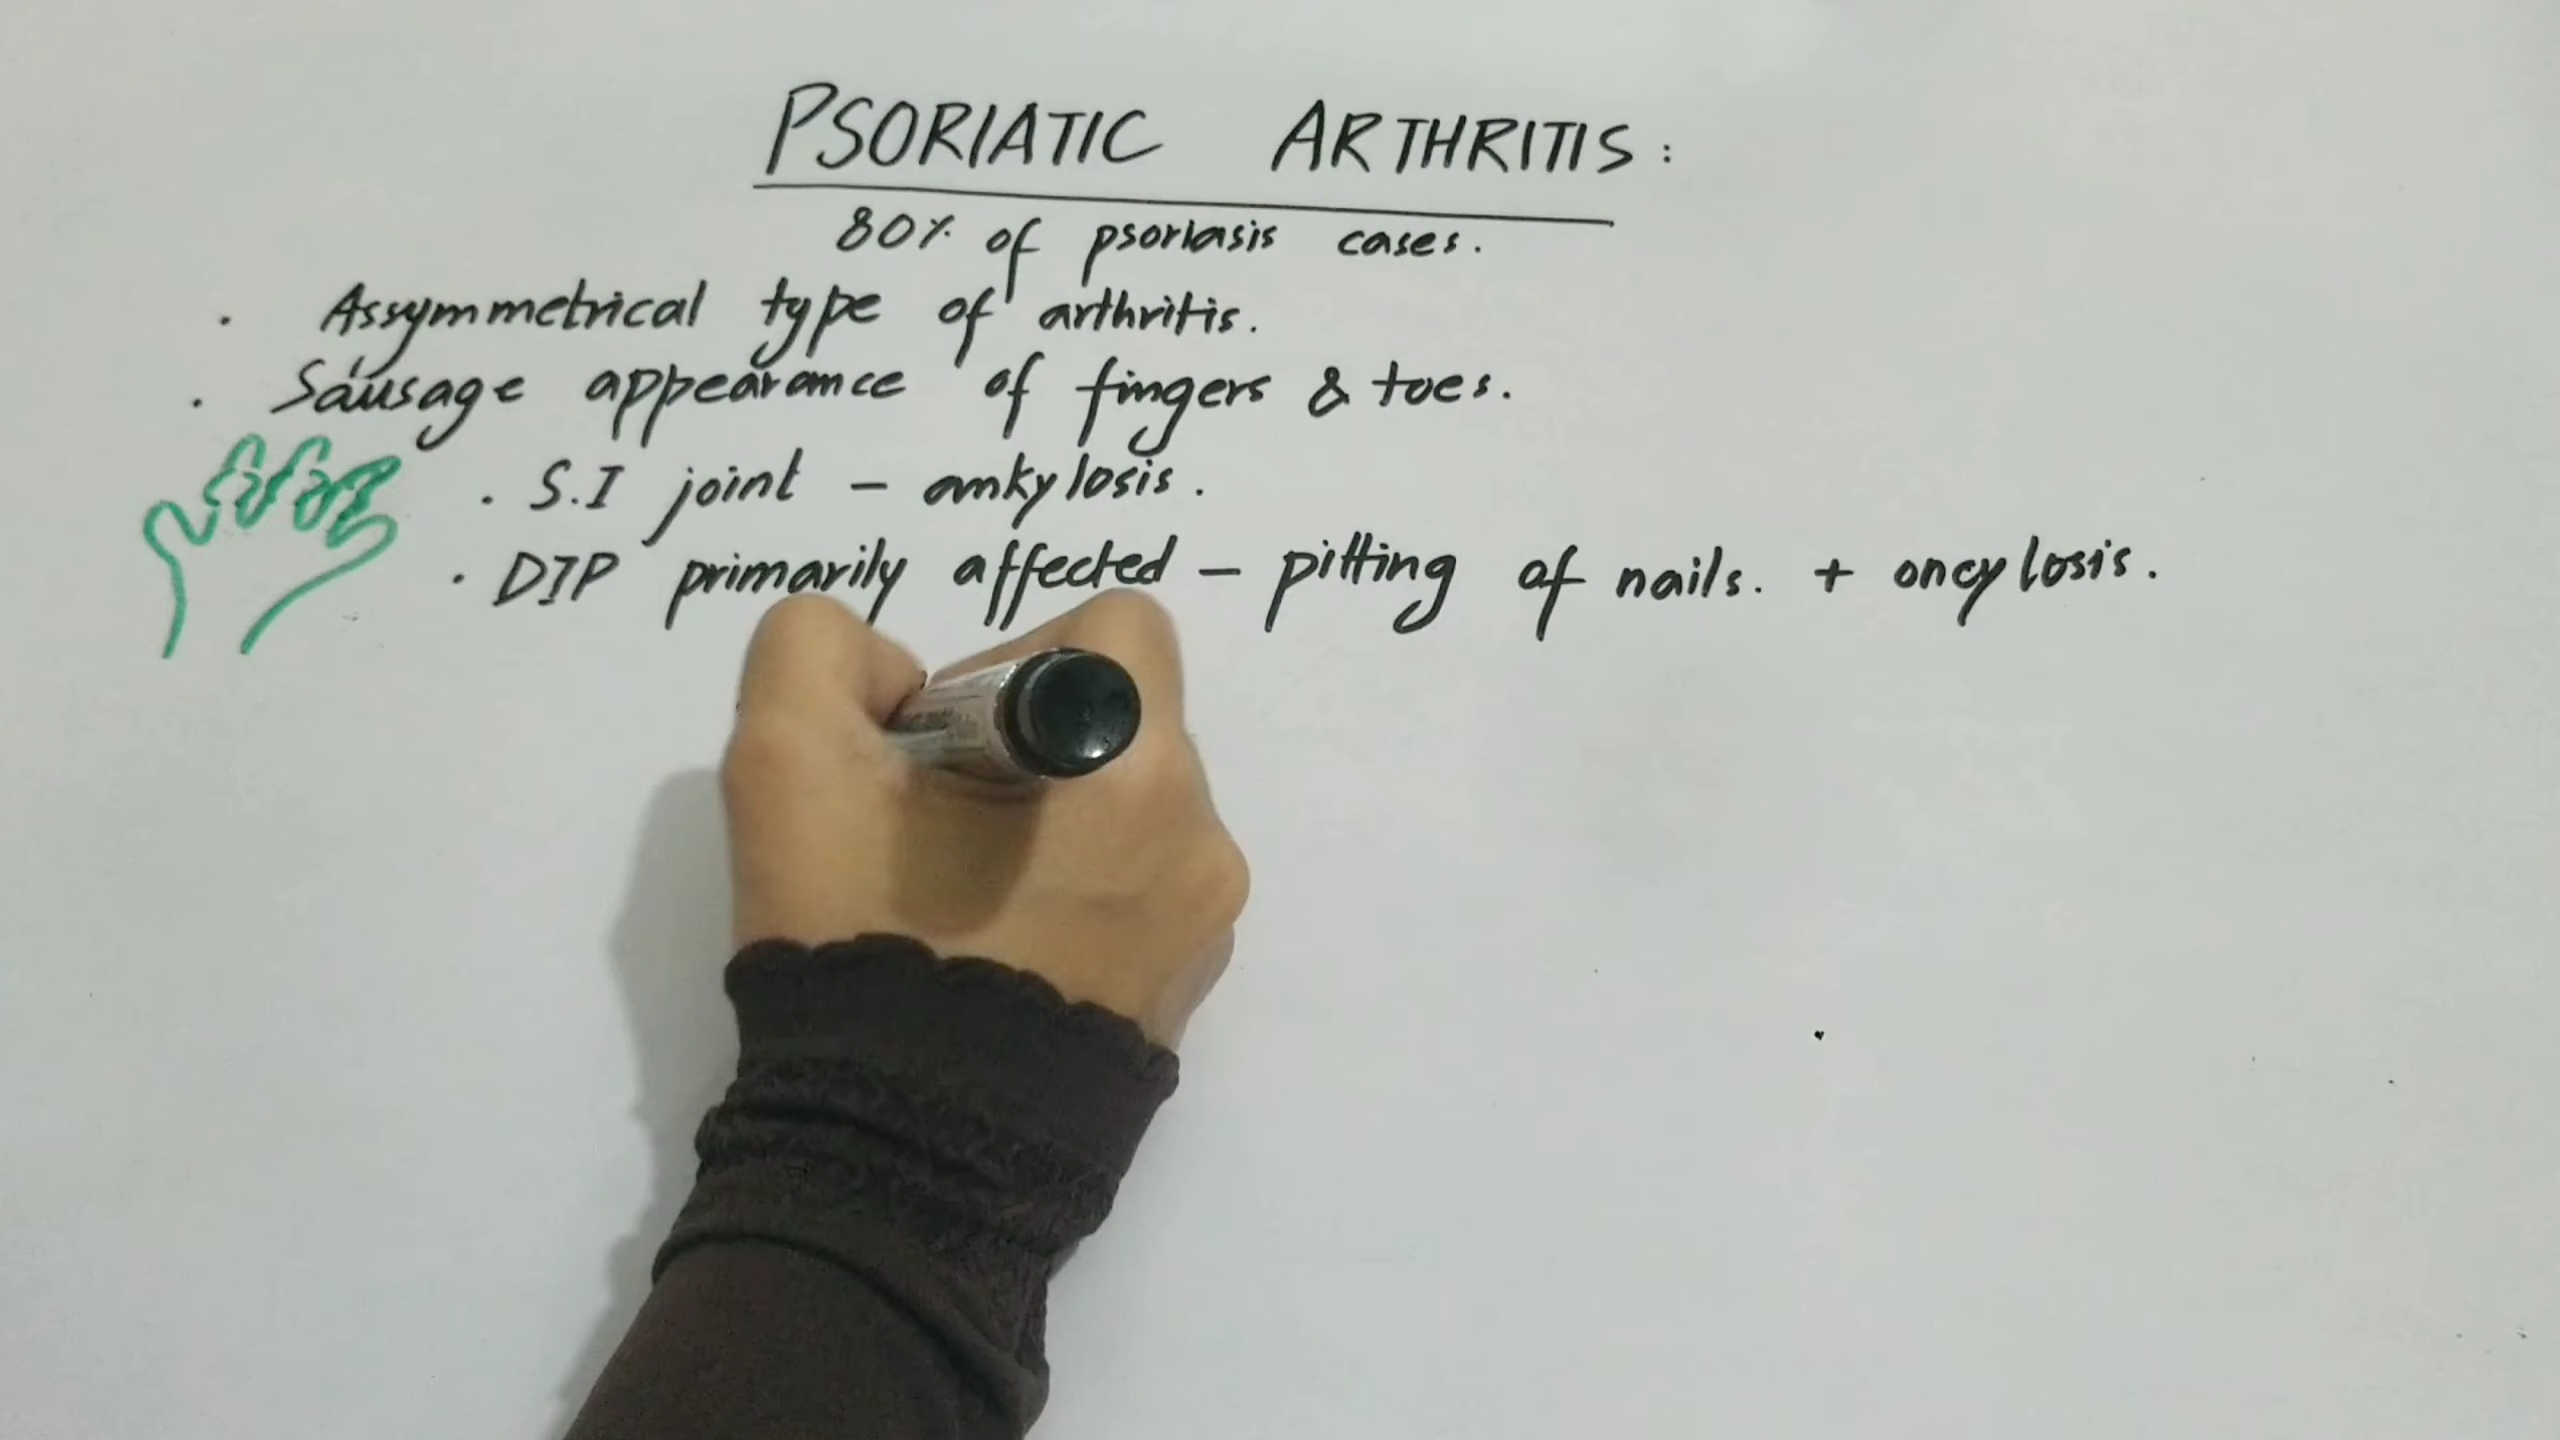 PSORIATIC ARTHRITIS:
80% of psoriasis cases.
. Assymmetrical type of arthritis.
. Sausage appearance of fingers & toes.
. S.I joint - ankylosis.
. DIP primarily affected - pitting of nails. + oncylosis.